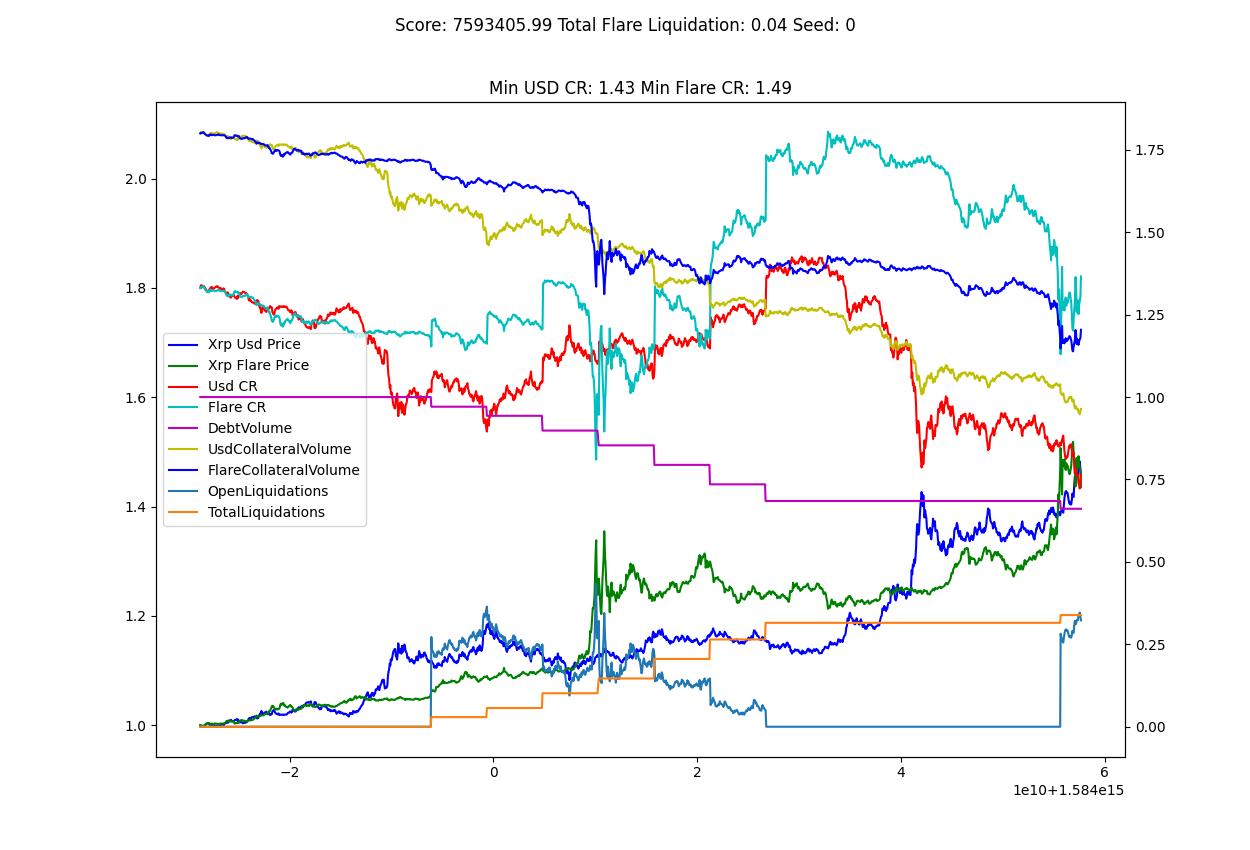 Score: 7593405.99 Total Flare Liquidation: 0.04 Seed: 0
Min USD CR: 1.43 Min Flare CR: 1.49
2.0
1.8
1.6
1.4
1.2
1.0
1.75
1.50
1.25
1.00
0.75
0.50
0.25
0.00
Xrp Usd Price
Xrp Flare Price
Usd CR
Flare CR
DebtVolume
UsdCollateralVolume
FlareCollateralVolume
OpenLiquidations
TotalLiquidations
−2 0 2 4 6
1e10+1.584e15